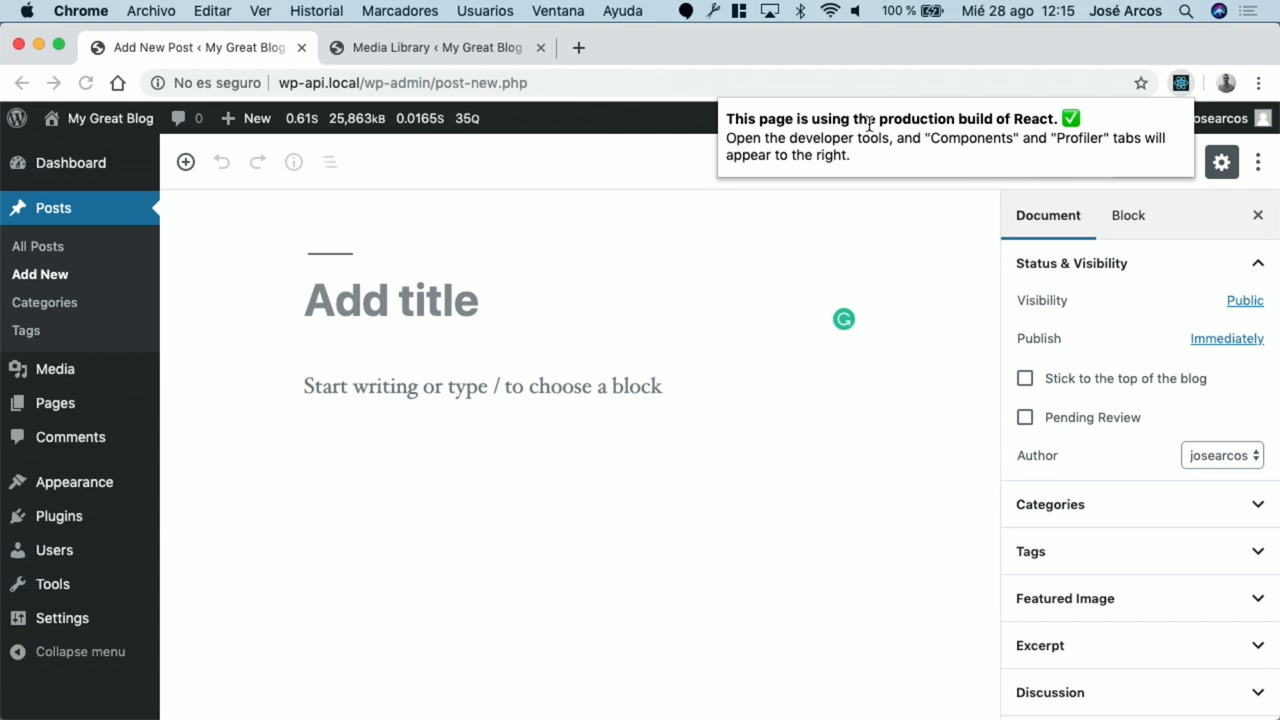 Chrome Archivo Editar Ver Historial Marcadores Usuarios Ventana Ayuda 100 % Mié 28 ago 12:15 José Arcos
Add New Post ‹ My Great Blog
Media Library ‹ My Great Blog
No es seguro wp-api.local/wp-admin/post-new.php
My Great Blog 0 New 0.61s 25,863kB 0.0165s 35Q
josearcos
This page is using the production build of React. ✅
Open the developer tools, and "Components" and "Profiler" tabs will
appear to the right.
Dashboard
Posts
All Posts
Add New
Categories
Tags
Media
Pages
Comments
Appearance
Plugins
Users
Tools
Settings
Collapse menu
Add title
Start writing or type / to choose a block
Document Block
Status & Visibility
Visibility Public
Publish Immediately
Stick to the top of the blog
Pending Review
Author josearcos
Categories
Tags
Featured Image
Excerpt
Discussion